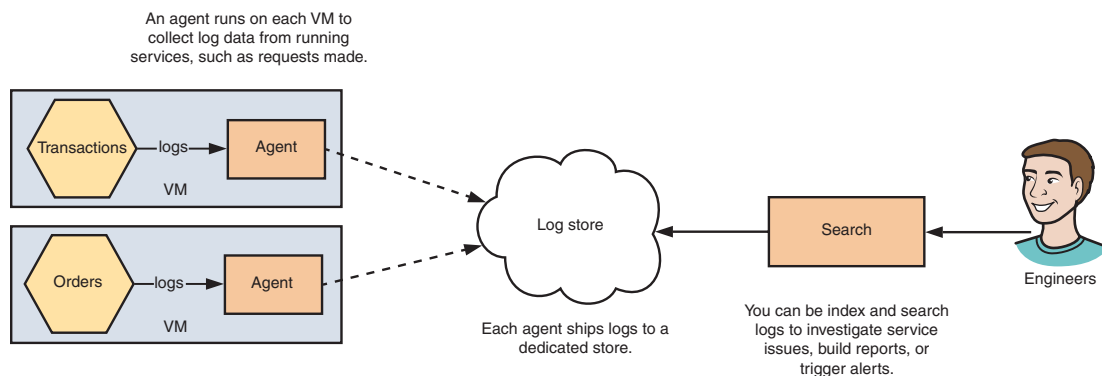 An agent runs on each VM to
collect log data from running
services, such as requests made.
Transactions
logs
Agent
VM
Orders
logs
Agent
VM
Log store
Each agent ships logs to a
dedicated store.
Search
You can be index and search
logs to investigate service
issues, build reports, or
trigger alerts.
Engineers